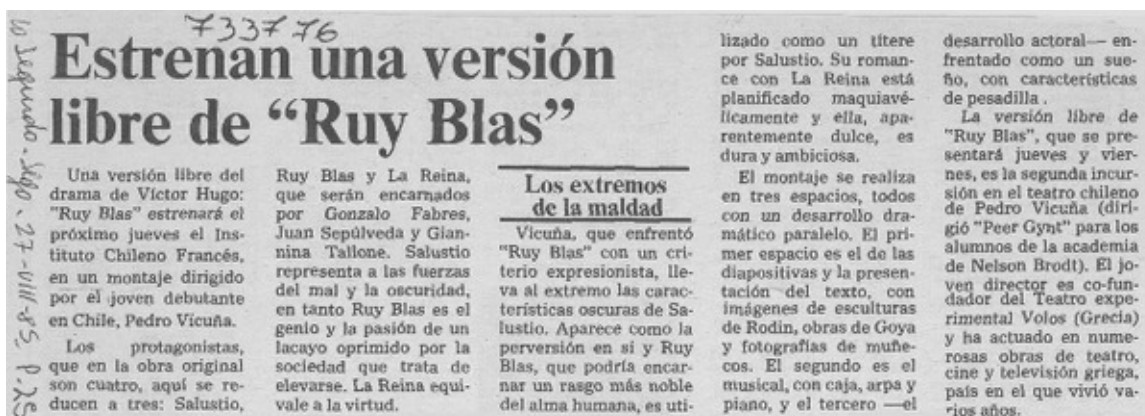 733776
Estrenan una versión
libre de "Ruy Blas"
Una versión libre del
drama de Víctor Hugo:
"Ruy Blas" estrenará el
próximo jueves el Ins-
tituto Chileno Francés,
en un montaje dirigido
por el joven debutante
en Chile, Pedro Vicuña.
Los protagonistas,
que en la obra original
son cuatro, aquí se re-
ducen a tres: Salustio,
Ruy Blas y La Reina,
que serán encarnados
por Gonzalo Fabres,
Juan Sepúlveda y Gian-
nina Tallone. Salustio
representa a las fuerzas
del mal y la oscuridad,
en tanto Ruy Blas es el
genio y la pasión de un
lacayo oprimido por la
sociedad que trata de
elevarse. La Reina equi-
vale a la virtud.
Los extremos
de la maldad
Vicuña, que enfrentó
"Ruy Blas" con un cri-
terio expresionista, lle-
va al extremo las carac-
terísticas oscuras de Sa-
lustio. Aparece como la
perversión en si y Ruy
Blas, que podría encar-
nar un rasgo más noble
del alma humana, es uti-
lizado como un títere
por Salustio. Su roman-
ce con La Reina está
planificado maquiavé-
licamente y ella, apa-
rentemente dulce, es
dura y ambiciosa.
El montaje se realiza
en tres espacios, todos
con un desarrollo dra-
mático paralelo. El pri-
mer espacio es el de las
diapositivas y la presen-
tación del texto, con
imágenes de esculturas
de Rodin, obras de Goya
y fotografías de muñe-
cos. El segundo es el
musical, con caja, arpa y
piano, y el tercero —el
desarrollo actoral— en-
frentado como un sue-
ño, con características
de pesadilla .
La versión libre de
"Ruy Blas", que se pre-
sentará jueves y vier-
nes, es la segunda incur-
sión en el teatro chileno
de Pedro Vicuña (diri-
gió "Peer Gynt" para los
alumnos de la academia
de Nelson Brodt). El jo-
ven director es co-fun-
dador del Teatro expe-
rimental Volos (Grecia)
y ha actuado en nume-
rosas obras de teatro,
cine y televisión griega,
país en el que vivió va-
rios años.
La Segunda. Stgo. 27-VIII-85. P. 25